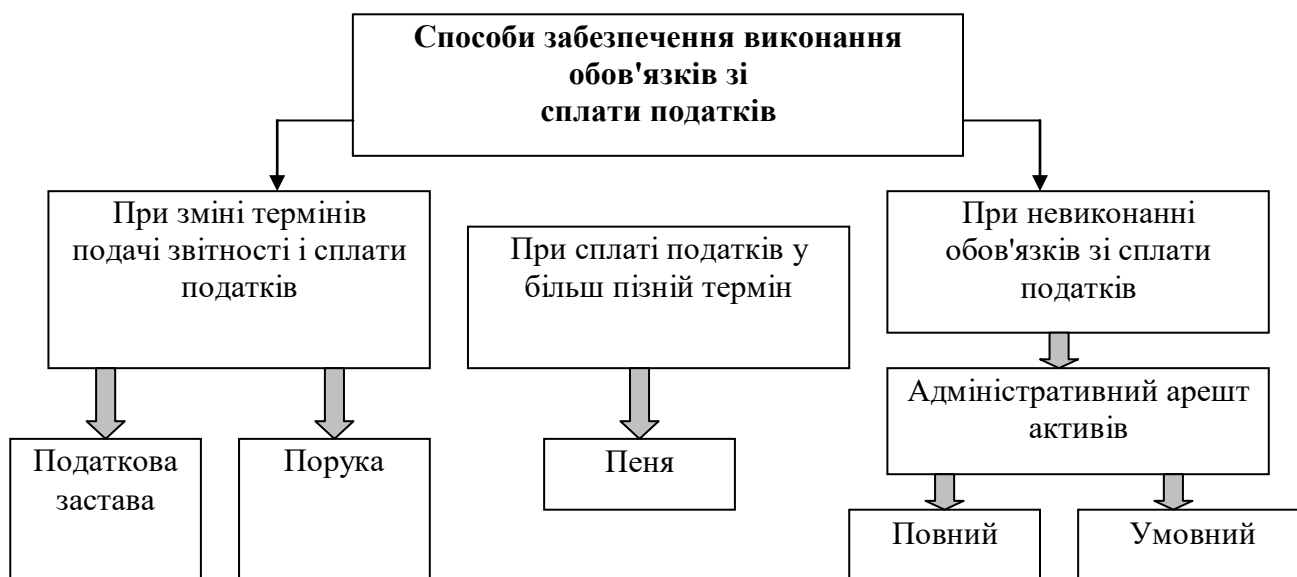 Способи забезпечення виконання
обов'язків зі
сплати податків
При зміні термінів
подачі звітності і сплати
податків
При сплаті податків у
більш пізній термін
При невиконанні
обов'язків зі сплати
податків
Адміністративний арешт
активів
Податкова
застава
Порука
Пеня
Повний
Умовний